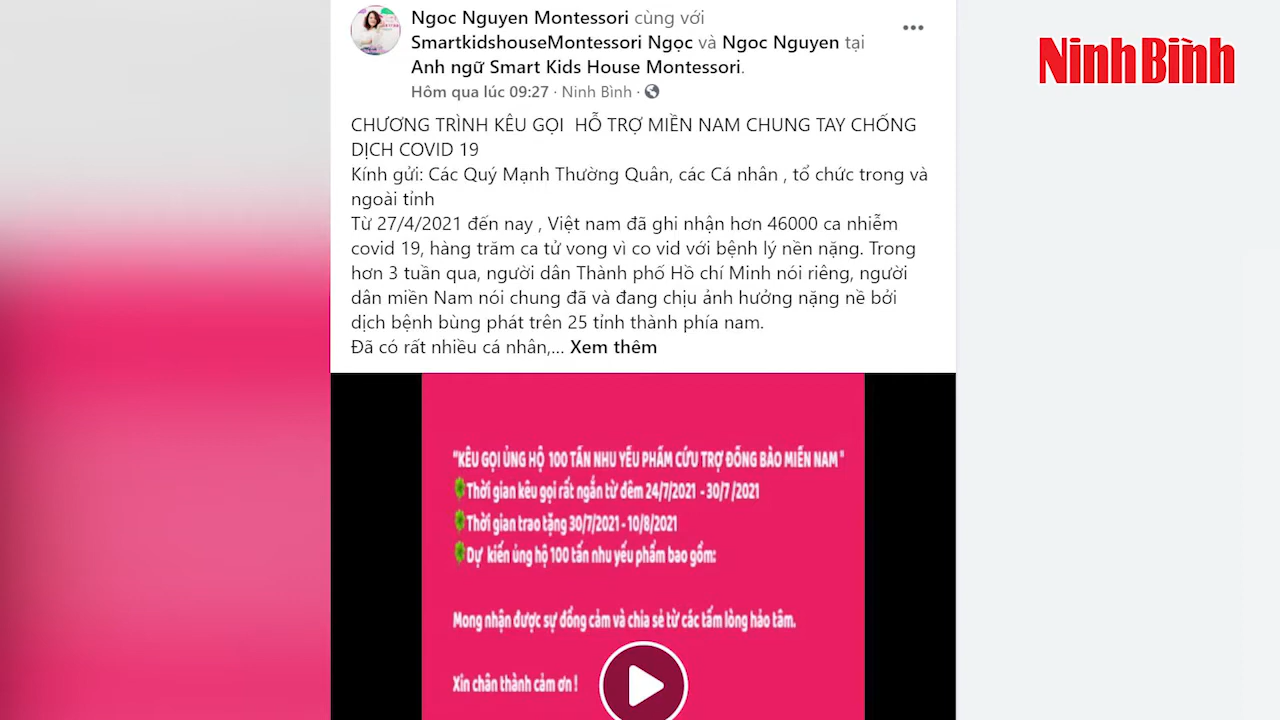 Ngoc Nguyen Montessori cùng với
SmartkidshouseMontessori Ngọc và Ngoc Nguyen tại
Anh ngữ Smart Kids House Montessori.
Hôm qua lúc 09:27 · Ninh Bình ·
CHƯƠNG TRÌNH KÊU GỌI HỖ TRỢ MIỀN NAM CHUNG TAY CHỐNG
DỊCH COVID 19
Kính gửi: Các Quý Mạnh Thường Quân, các Cá nhân , tổ chức trong và
ngoài tỉnh
Từ 27/4/2021 đến nay , Việt nam đã ghi nhận hơn 46000 ca nhiễm
covid 19, hàng trăm ca tử vong vì co vid với bệnh lý nền nặng. Trong
hơn 3 tuần qua, người dân Thành phố Hồ chí Minh nói riêng, người
dân miền Nam nói chung đã và đang chịu ảnh hưởng nặng nề bởi
dịch bệnh bùng phát trên 25 tỉnh thành phía nam.
Đã có rất nhiều cá nhân,... Xem thêm
"KÊU GỌI ỦNG HỘ 100 TẤN NHU YẾU PHẨM CỨU TRỢ ĐỒNG BÀO MIỀN NAM"
Thời gian kêu gọi rất ngắn từ đêm 24/7/2021 - 30/7 /2021
Thời gian trao tặng 30/7/2021 - 10/8/2021
Dự kiến ủng hộ 100 tấn nhu yếu phẩm bao gồm:
Mong nhận được sự đồng cảm và chia sẻ từ các tấm lòng hảo tâm.
Xin chân thành cảm ơn !
Ninh Bình